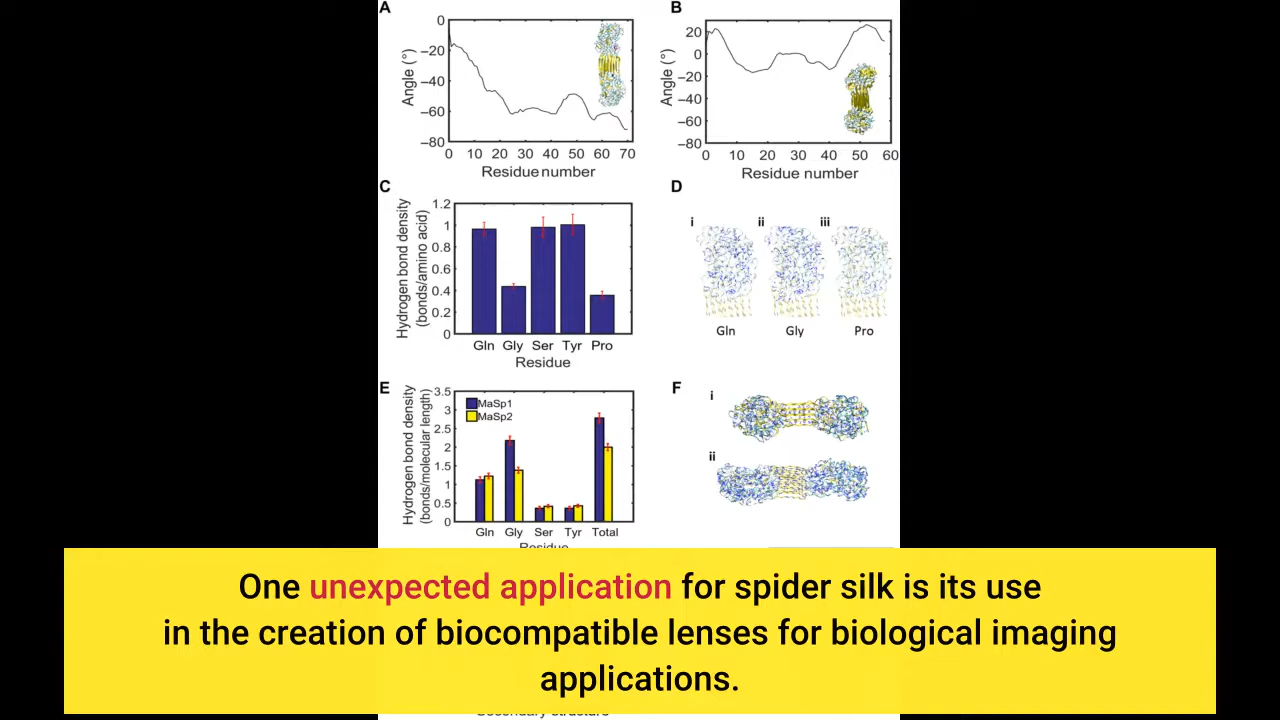 A
B
0
−20
−40
−60
−80
Angle (°)
0 10 20 30 40 50 60 70
Residue number
20
0
−20
−40
−60
−80
Angle (°)
0 10 20 30 40 50 60
Residue number
C
D
Hydrogen bond density
(bonds/amino acid)
1.2
1
0.8
0.6
0.4
0.2
0
Gln Gly Ser Tyr Pro
Residue
i ii iii
Gln Gly Pro
E
F
Hydrogen bond density
(bonds/molecular length)
3.5
3
2.5
2
1.5
1
0.5
0
MaSp1
MaSp2
Gln Gly Ser Tyr Total
Residue
i
ii
One unexpected application for spider silk is its use
in the creation of biocompatible lenses for biological imaging
applications.
Secondary structure